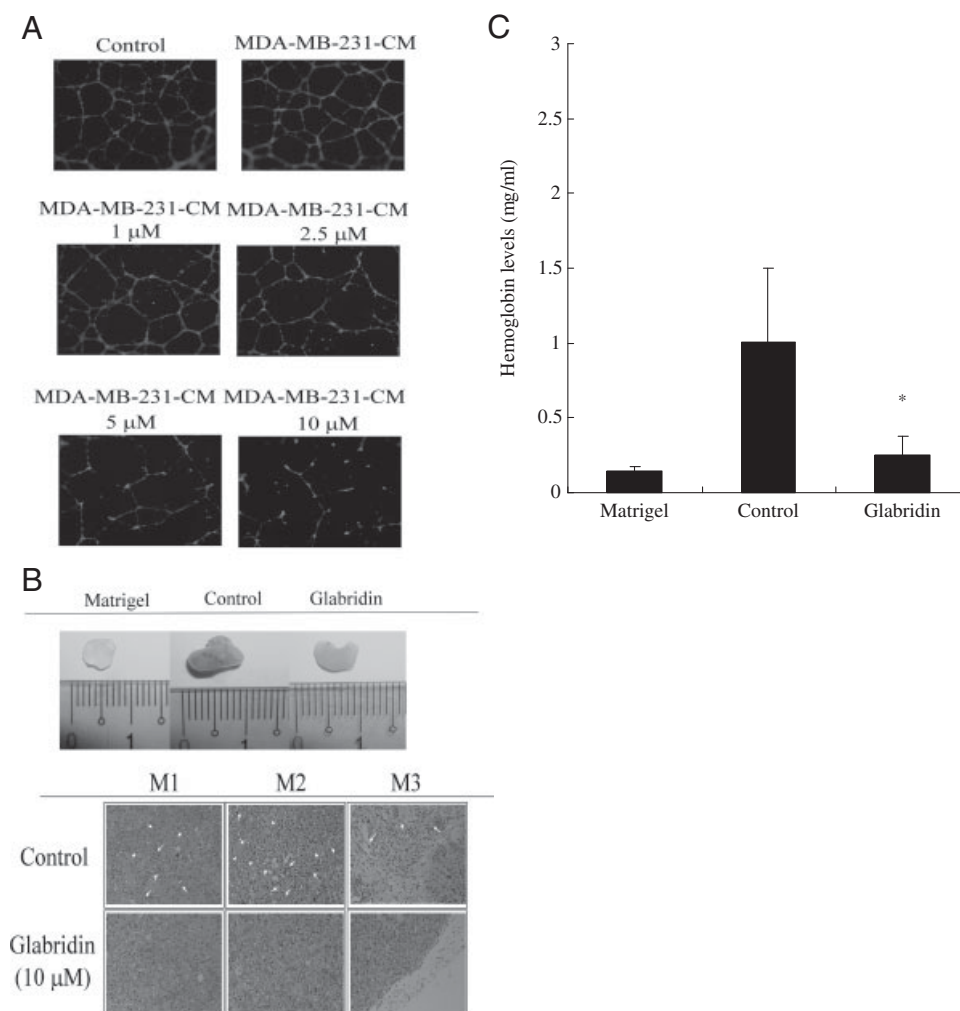 A
Control
MDA-MB-231-CM
MDA-MB-231-CM
1 μM
MDA-MB-231-CM
2.5 μM
MDA-MB-231-CM
5 μM
MDA-MB-231-CM
10 μM
B
Matrigel Control Glabridin
0 1 0 1 0 1
M1 M2 M3
Control
Glabridin
(10 μM)
C
Hemoglobin levels (mg/ml)
3
2.5
2
1.5
1
0.5
0
*
Matrigel Control Glabridin